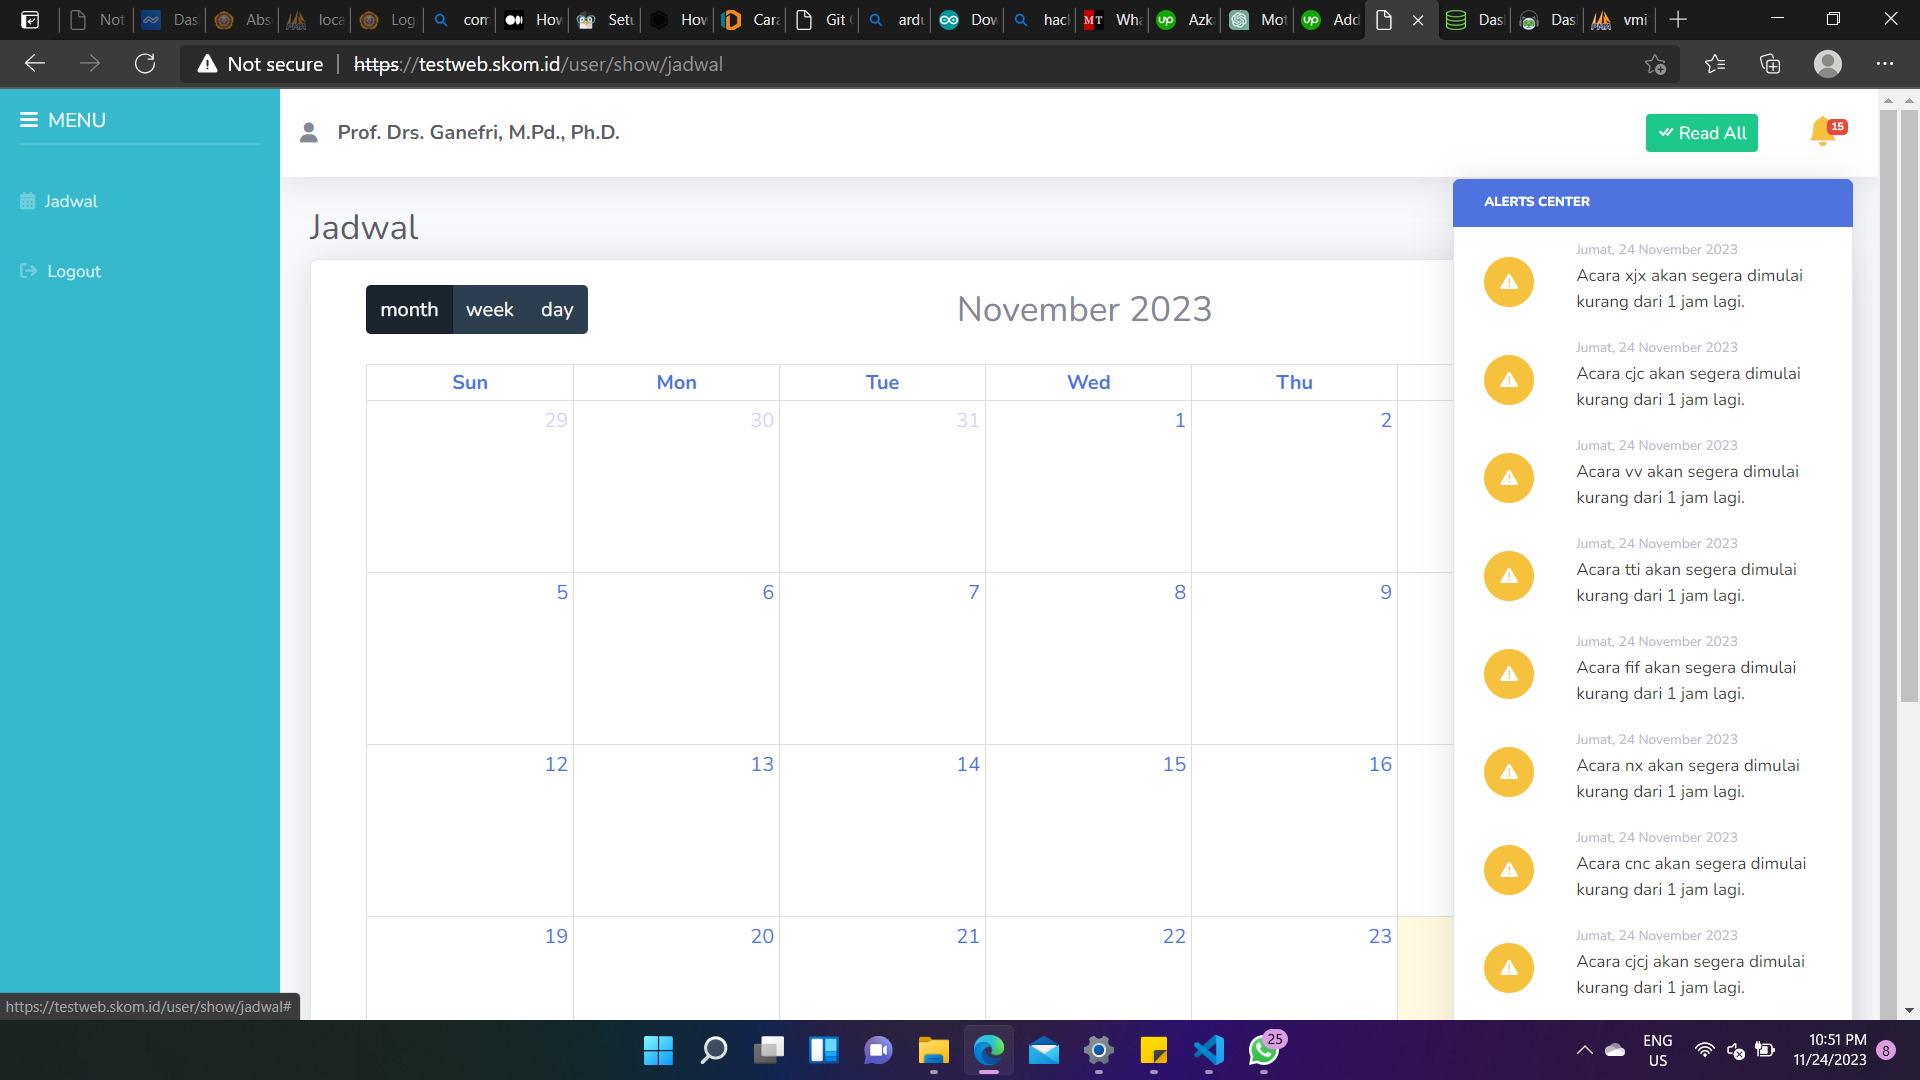 Not
Das
Abs
loca
Log
com
How
Setu
How
Cara
Git
ardu
Dow
hack
Wha
Azka
Mot
Add
Das
Das
vmi
Not secure
https://testweb.skom.id/user/show/jadwal
MENU
Jadwal
Logout
Prof. Drs. Ganefri, M.Pd., Ph.D.
Read All
15
Jadwal
month week day
November 2023
Sun Mon Tue Wed Thu
29 30 31 1 2
5 6 7 8 9
12 13 14 15 16
19 20 21 22 23
ALERTS CENTER
Jumat, 24 November 2023
Acara xjx akan segera dimulai
kurang dari 1 jam lagi.
Jumat, 24 November 2023
Acara cjc akan segera dimulai
kurang dari 1 jam lagi.
Jumat, 24 November 2023
Acara vv akan segera dimulai
kurang dari 1 jam lagi.
Jumat, 24 November 2023
Acara tti akan segera dimulai
kurang dari 1 jam lagi.
Jumat, 24 November 2023
Acara fif akan segera dimulai
kurang dari 1 jam lagi.
Jumat, 24 November 2023
Acara nx akan segera dimulai
kurang dari 1 jam lagi.
Jumat, 24 November 2023
Acara cnc akan segera dimulai
kurang dari 1 jam lagi.
Jumat, 24 November 2023
Acara cjcj akan segera dimulai
kurang dari 1 jam lagi.
https://testweb.skom.id/user/show/jadwal#
25
ENG
US
10:51 PM
11/24/2023
8